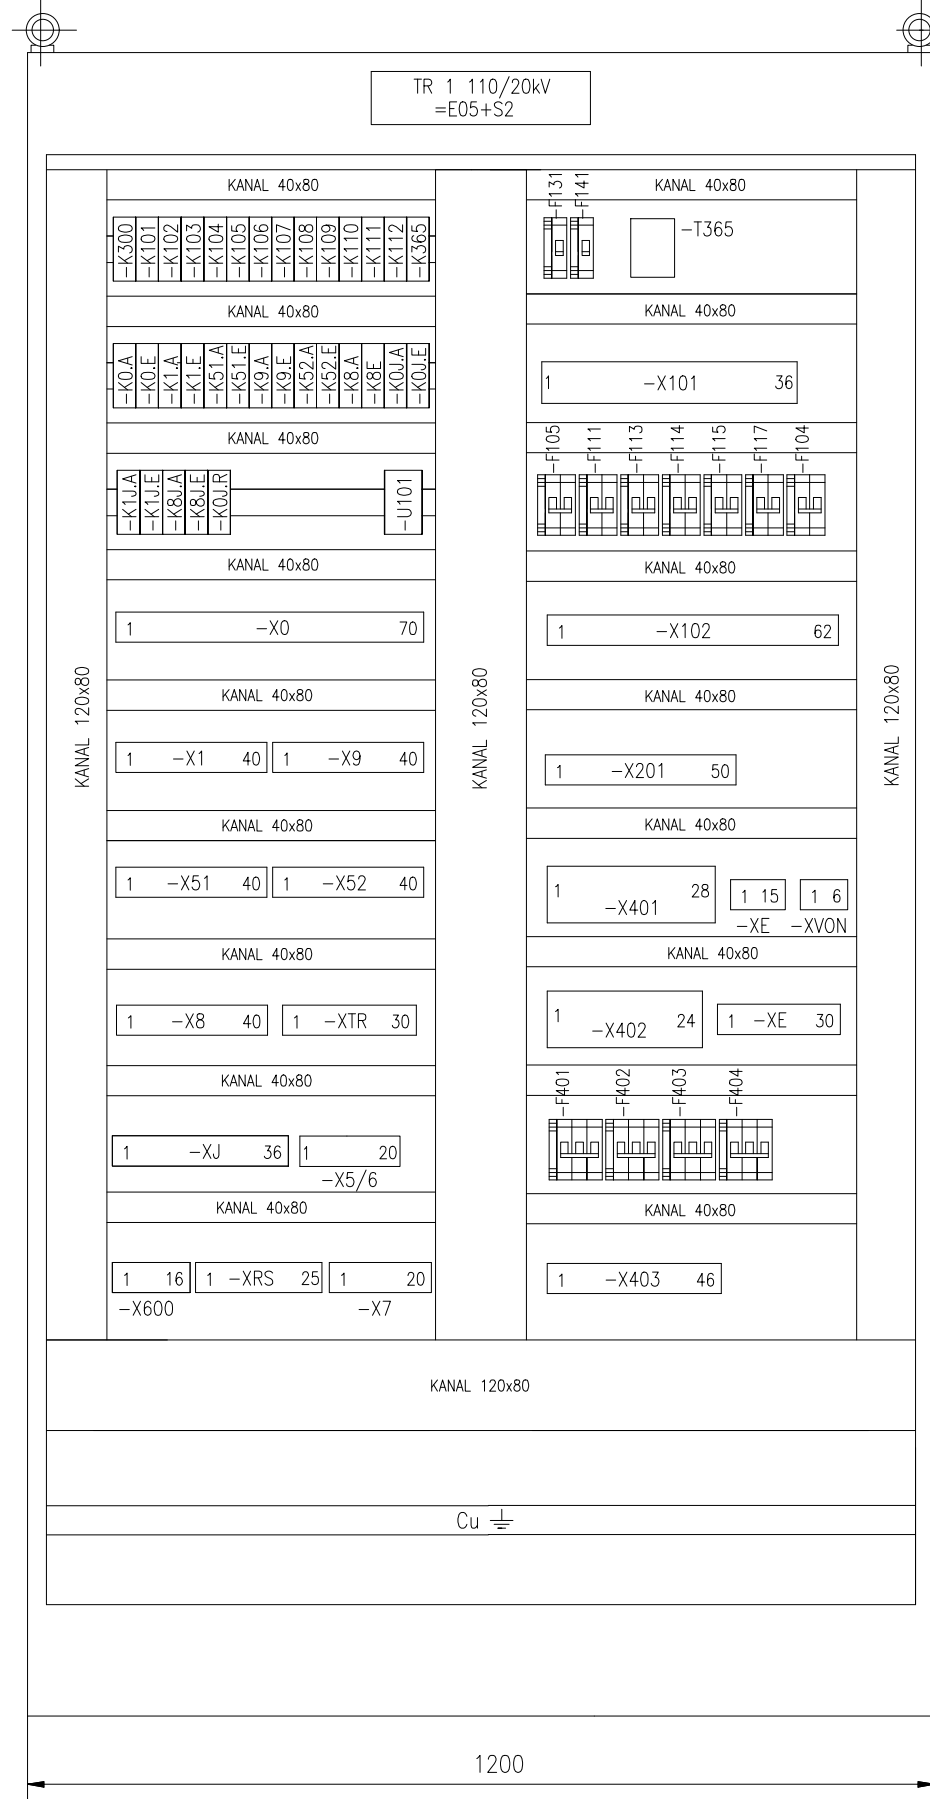 TR 1 110/20kV
=E05+S2
KANAL 40x80
-K300
-K101
-K102
-K103
-K104
-K105
-K106
-K107
-K108
-K109
-K110
-K111
-K112
-K365
KANAL 40x80
-K0.A
-K0.E
-K1.A
-K1.E
-K51.A
-K51.E
-K9.A
-K9.E
-K52.A
-K52.E
-K8.A
-K8E
-K0J.A
-K0J.E
KANAL 40x80
-K1J.A
-K1J.E
-K8J.A
-K8J.E
-K0J.R
-U101
KANAL 40x80
1 -X0 70
KANAL 40x80
1 -X1 40
1 -X9 40
KANAL 40x80
1 -X51 40
1 -X52 40
KANAL 40x80
1 -X8 40
1 -XTR 30
KANAL 40x80
1 -XJ 36
1 20
-X5/6
KANAL 40x80
1 16
-X600
1 -XRS 25
1 20
-X7
KANAL 120x80
KANAL 120x80
KANAL 120x80
-F131
-F141
KANAL 40x80
-T365
KANAL 40x80
1 -X101 36
-F105
-F111
-F113
-F114
-F115
-F117
-F104
KANAL 40x80
1 -X102 62
KANAL 40x80
1 -X201 50
KANAL 40x80
1 28
-X401
1 15
-XE
1 6
-XVON
KANAL 40x80
1 24
-X402
1 -XE 30
-F401
-F402
-F403
-F404
KANAL 40x80
1 -X403 46
KANAL 120x80
Cu
1200